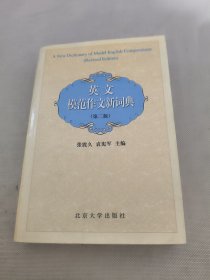 A New Dictionary of Model English Compositions
(Revised Edition)
英文
模范作文新词典
(第二版)
张震久 袁宪军 主编
北京大学出版社